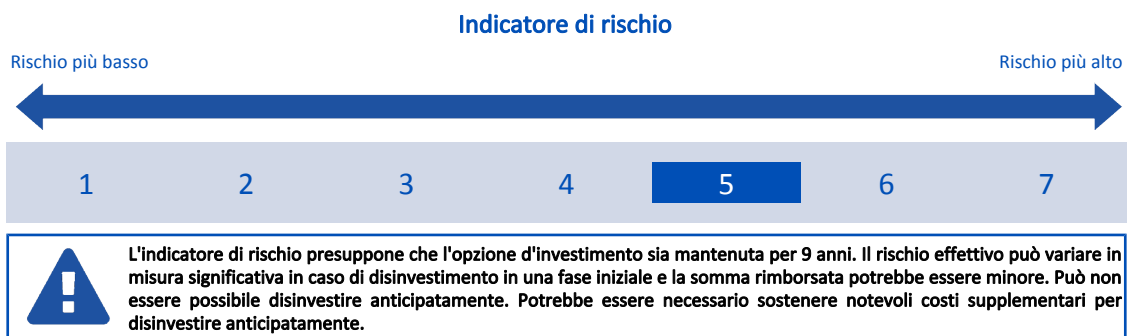 Indicatore di rischio
Rischio più basso Rischio più alto
1 2 3 4 5 6 7
L'indicatore di rischio presuppone che l'opzione d'investimento sia mantenuta per 9 anni. Il rischio effettivo può variare in
misura significativa in caso di disinvestimento in una fase iniziale e la somma rimborsata potrebbe essere minore. Può non
essere possibile disinvestire anticipatamente. Potrebbe essere necessario sostenere notevoli costi supplementari per
disinvestire anticipatamente.